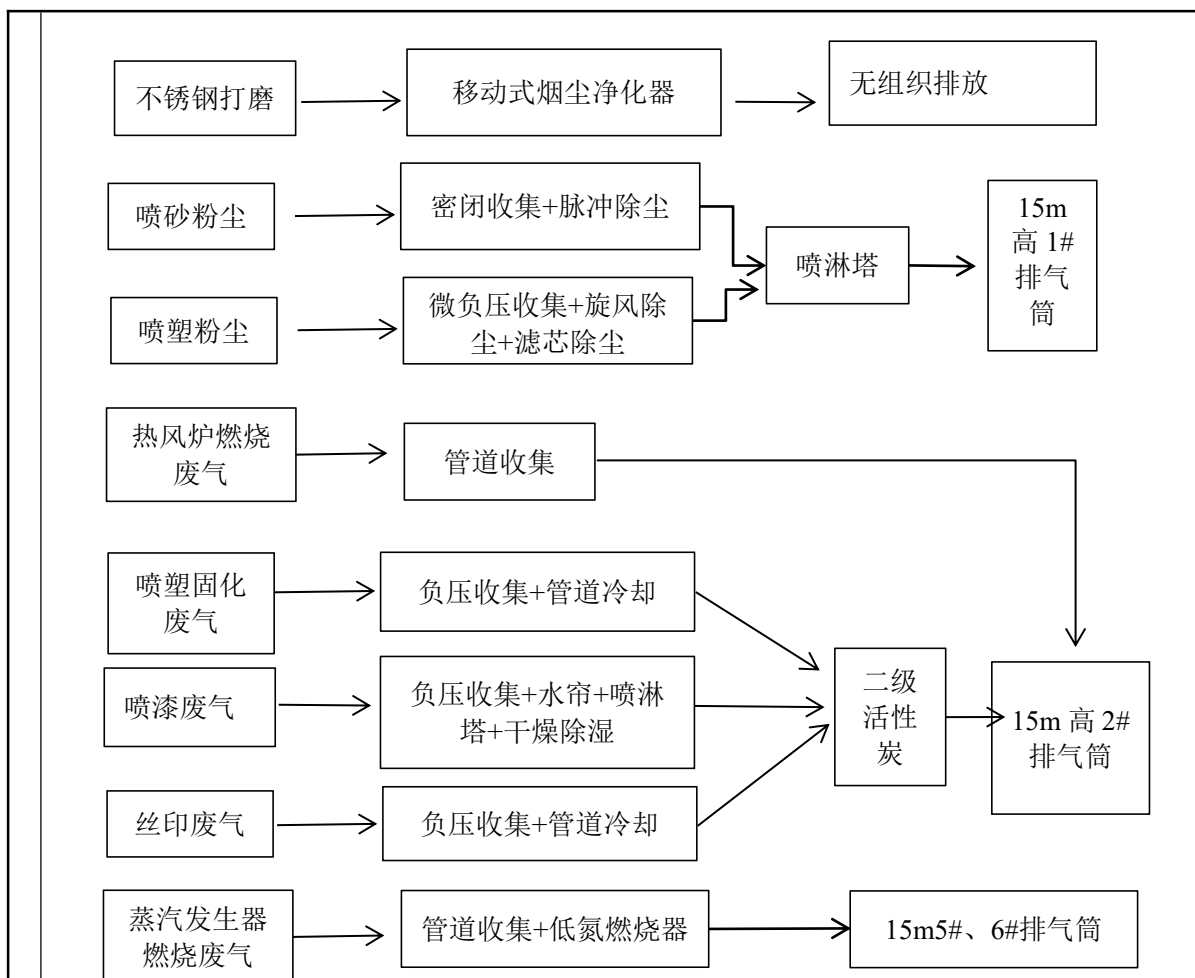 不锈钢打磨
移动式烟尘净化器
无组织排放
喷砂粉尘
密闭收集+脉冲除尘
喷淋塔
15m
高 1#
排气
筒
喷塑粉尘
微负压收集+旋风除
尘+滤芯除尘
热风炉燃烧
废气
管道收集
喷塑固化
废气
负压收集+管道冷却
喷漆废气
负压收集+水帘+喷淋
塔+干燥除湿
二级
活性
炭
15m 高 2#
排气筒
丝印废气
负压收集+管道冷却
蒸汽发生器
燃烧废气
管道收集+低氮燃烧器
15m5#、6#排气筒